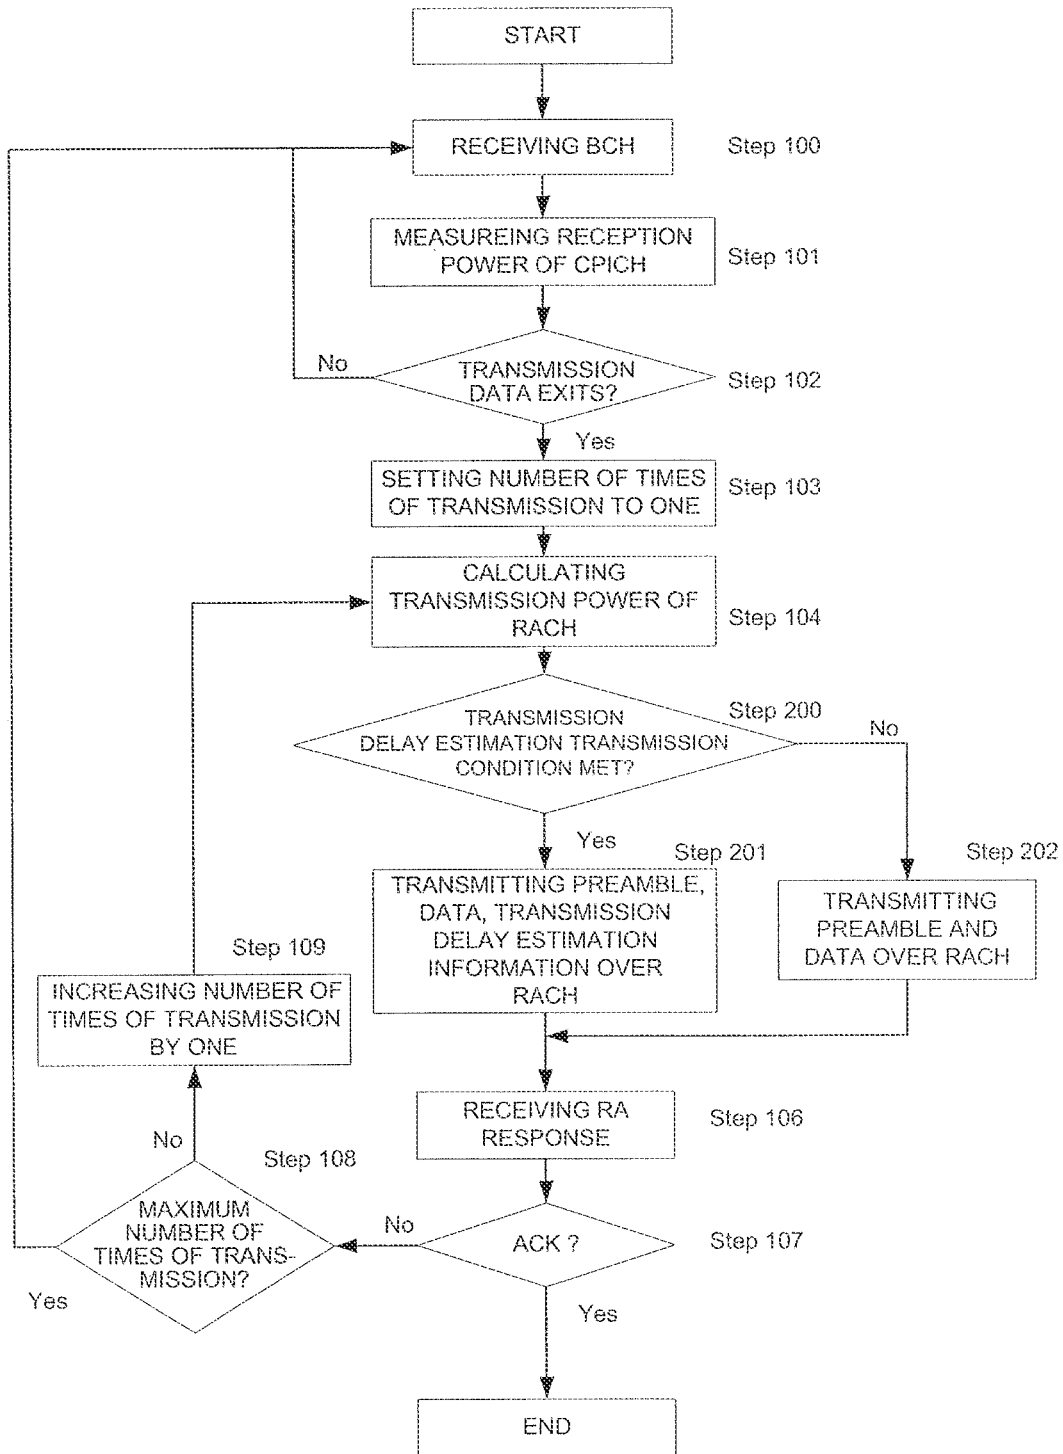 START
RECEIVING BCH
Step 100
MEASUREING RECEPTION
POWER OF CPICH
Step 101
No
TRANSMISSION
DATA EXITS?
Step 102
Yes
SETTING NUMBER OF TIMES
OF TRANSMISSION TO ONE
Step 103
CALCULATING
TRANSMISSION POWER OF
RACH
Step 104
TRANSMISSION
DELAY ESTIMATION TRANSMISSION
CONDITION MET?
Step 200
No
Yes
Step 201
TRANSMITTING PREAMBLE,
DATA, TRANSMISSION
DELAY ESTIMATION
INFORMATION OVER
RACH
Step 202
TRANSMITTING
PREAMBLE AND
DATA OVER RACH
Step 109
INCREASING NUMBER OF
TIMES OF TRANSMISSION
BY ONE
RECEIVING RA
RESPONSE
Step 106
No
Step 108
MAXIMUM
NUMBER OF
TIMES OF TRANS-
MISSION?
Yes
No
ACK ?
Step 107
Yes
END